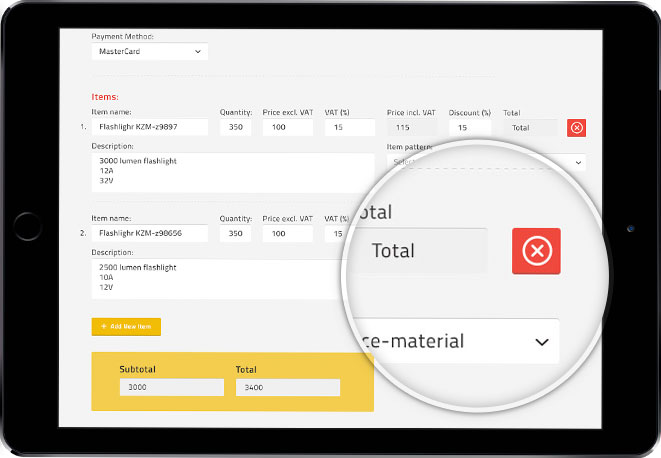 Payment Method:
MasterCard
Items:
Item name: Quantity: Price excl. VAT VAT (%) Price incl. VAT Discount (%) Total
1. Flashlighr KZM-z9897 350 100 15 115 15 Total
Description: Item pattern:
3000 lumen flashlight Select
12A
32V
Item name: Quantity: Price excl. VAT VAT (%)
2. Flashlighr KZM-z98656 350 100 15
Description:
2500 lumen flashlight
10A
12V
+ Add New Item
Subtotal Total
3000 3400
otal
Total
ce-material